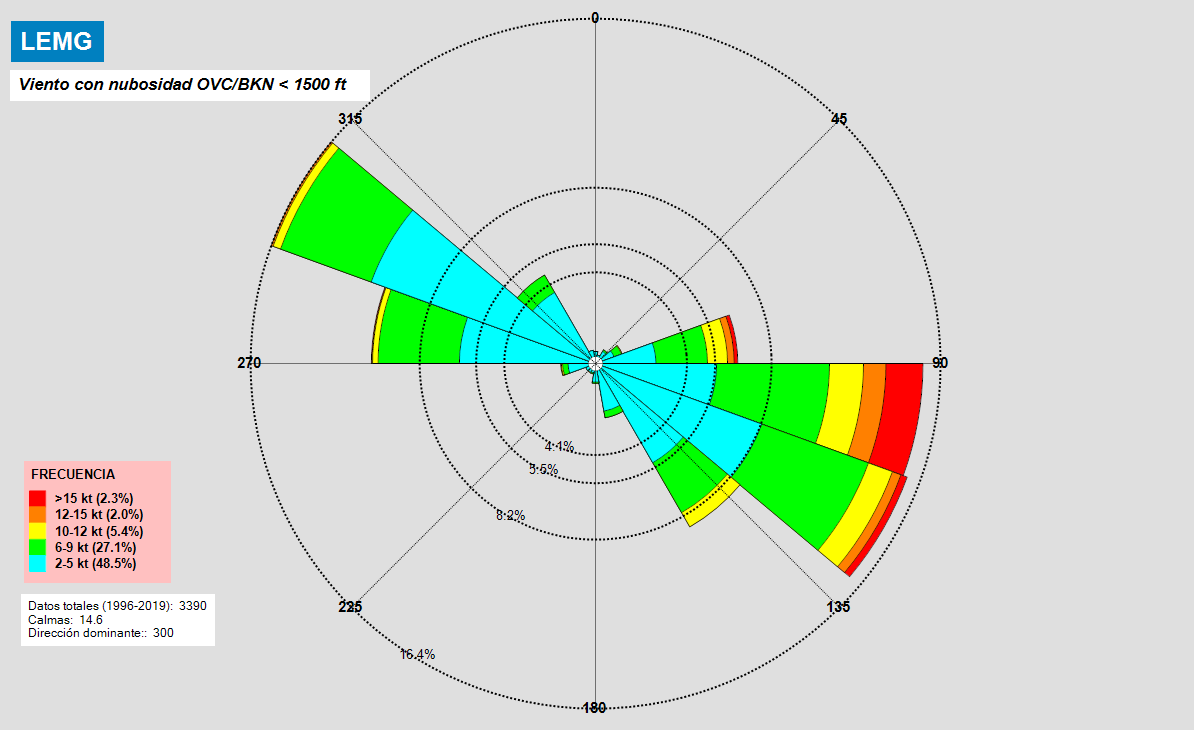 LEMG
Viento con nubosidad OVC/BKN < 1500 ft
0
315
45
270
90
4.1%
5.5%
8.2%
225
135
16.4%
180
FRECUENCIA
>15 kt (2.3%)
12-15 kt (2.0%)
10-12 kt (5.4%)
6-9 kt (27.1%)
2-5 kt (48.5%)
Datos totales (1996-2019): 3390
Calmas: 14.6
Dirección dominante:: 300